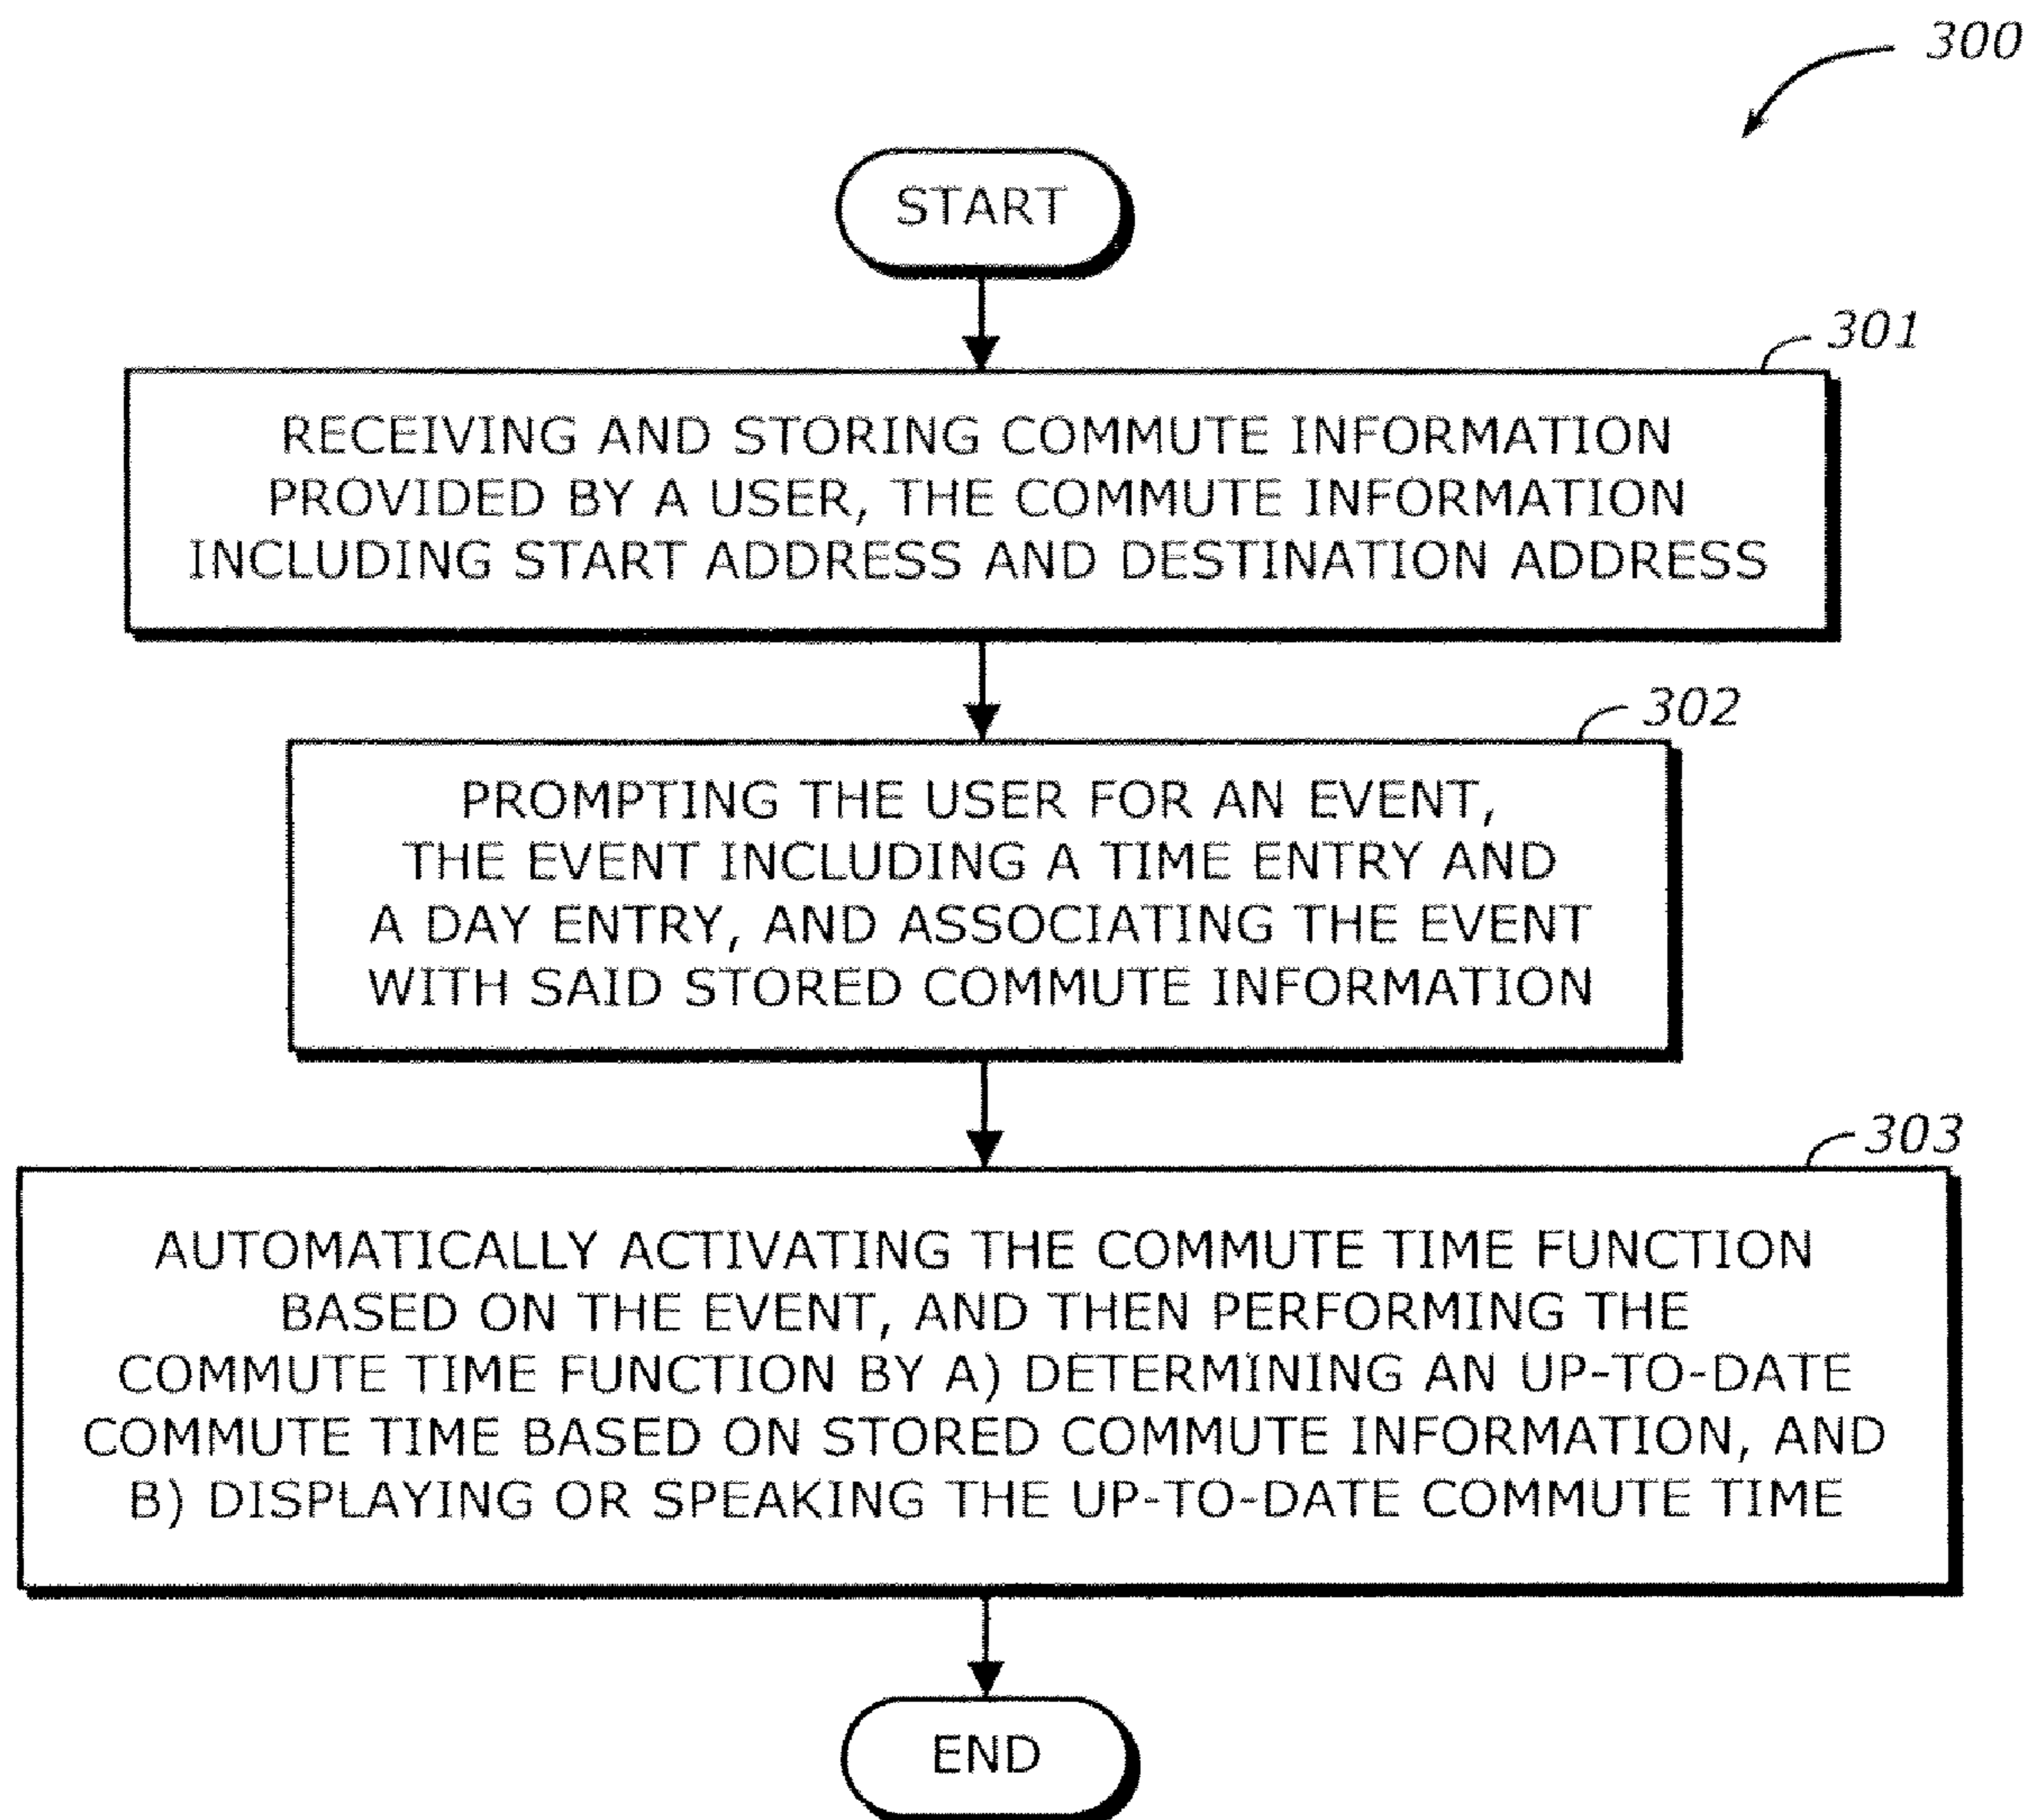 300
START
301
RECEIVING AND STORING COMMUTE INFORMATION
PROVIDED BY A USER, THE COMMUTE INFORMATION
INCLUDING START ADDRESS AND DESTINATION ADDRESS
302
PROMPTING THE USER FOR AN EVENT,
THE EVENT INCLUDING A TIME ENTRY AND
A DAY ENTRY, AND ASSOCIATING THE EVENT
WITH SAID STORED COMMUTE INFORMATION
303
AUTOMATICALLY ACTIVATING THE COMMUTE TIME FUNCTION
BASED ON THE EVENT, AND THEN PERFORMING THE
COMMUTE TIME FUNCTION BY A) DETERMINING AN UP-TO-DATE
COMMUTE TIME BASED ON STORED COMMUTE INFORMATION, AND
B) DISPLAYING OR SPEAKING THE UP-TO-DATE COMMUTE TIME
END